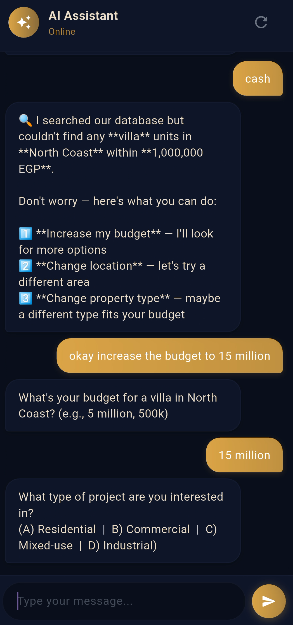 AI Assistant
Online
cash
🔍 I searched our database but
couldn't find any **villa** units in
**North Coast** within **1,000,000
EGP**.
Don't worry — here's what you can do:
1️⃣ **Increase my budget** — I'll look
for more options
2️⃣ **Change location** — let's try a
different area
3️⃣ **Change property type** — maybe
a different type fits your budget
okay increase the budget to 15 million
What's your budget for a villa in North
Coast? (e.g., 5 million, 500k)
15 million
What type of project are you interested
in?
(A) Residential | B) Commercial | C)
Mixed-use | D) Industrial)
Type your message...